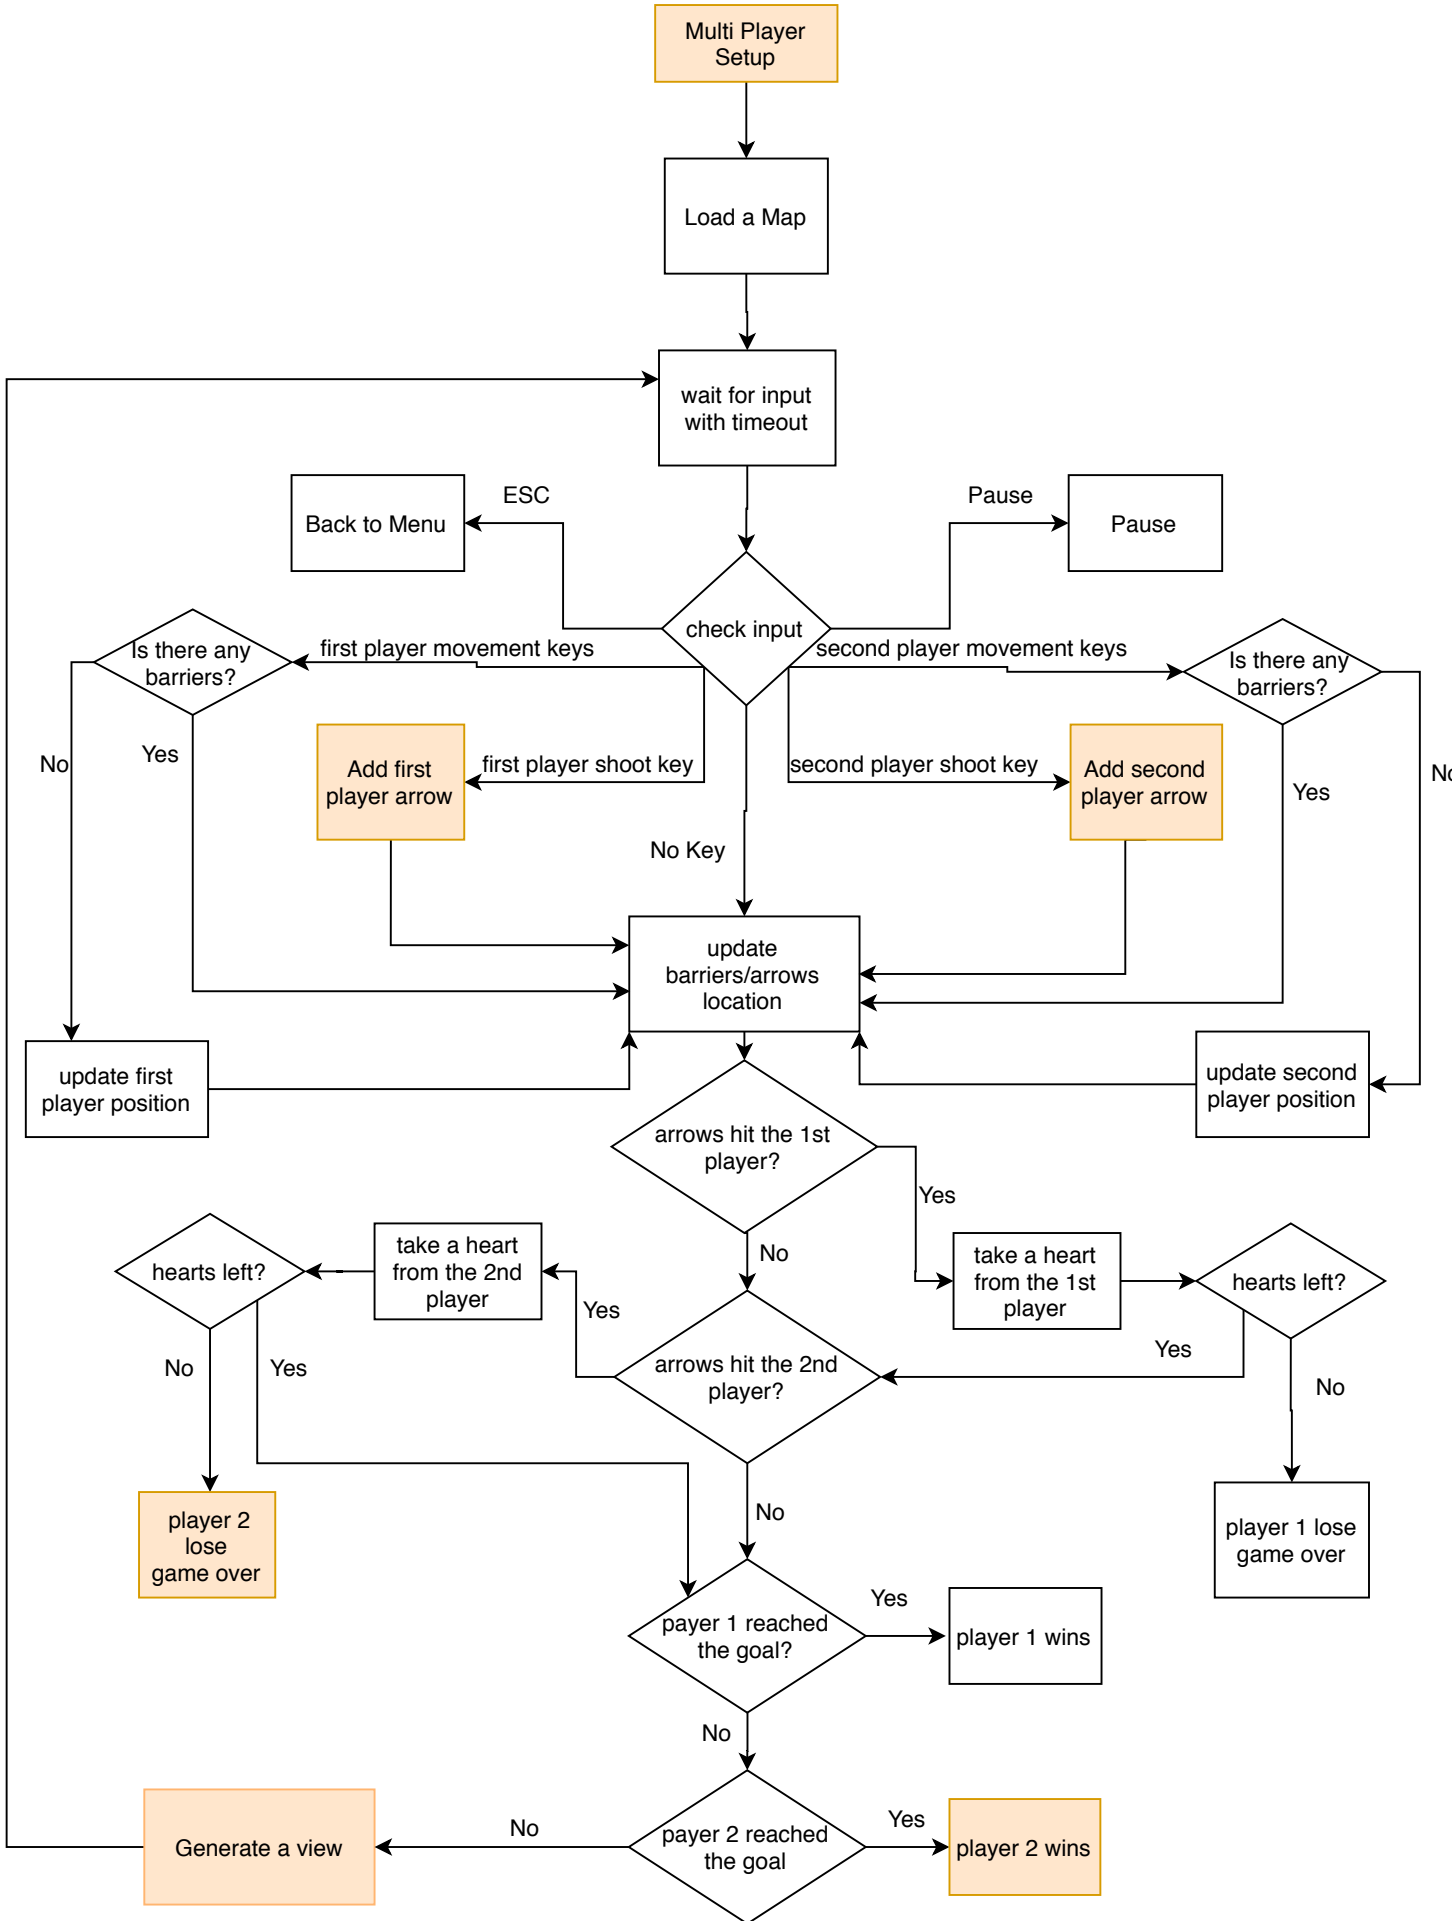 Multi Player
Setup
Load a Map
wait for input
with timeout
ESC
Pause
Back to Menu
Pause
check input
Is there any
barriers?
first player movement keys
second player movement keys
Is there any
barriers?
No
Yes
Add first
player arrow
first player shoot key
second player shoot key
Add second
player arrow
Yes
No
No Key
update
barriers/arrows
location
update first
player position
update second
player position
arrows hit the 1st
player?
Yes
No
hearts left?
take a heart
from the 2nd
player
take a heart
from the 1st
player
hearts left?
Yes
No
Yes
arrows hit the 2nd
player?
Yes
No
No
player 2
lose
game over
player 1 lose
game over
payer 1 reached
the goal?
Yes
player 1 wins
No
Generate a view
No
payer 2 reached
the goal
Yes
player 2 wins